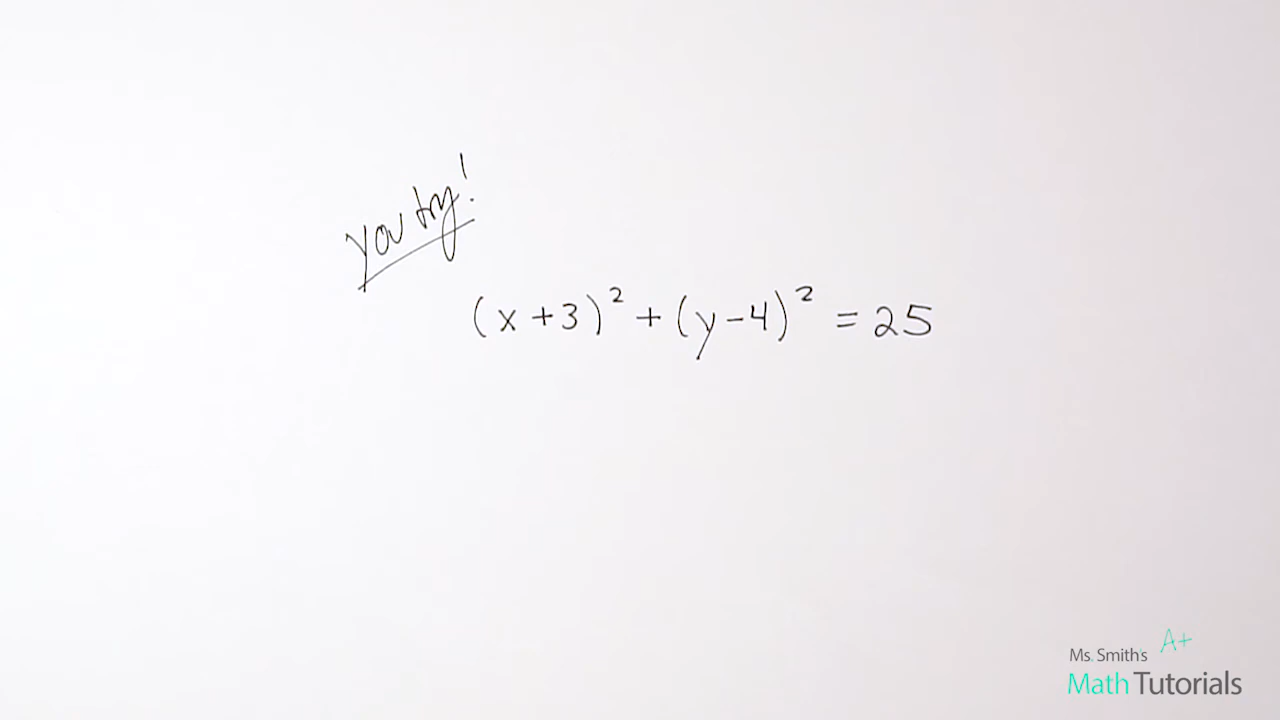 you try!
(x+3)² + (y-4)² = 25
A+
Ms. Smith's
Math Tutorials